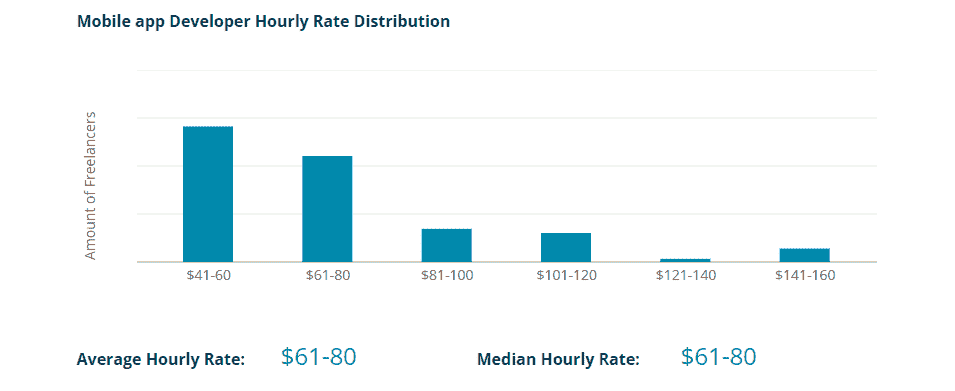 Mobile app Developer Hourly Rate Distribution
Amount of Freelancers
$41-60 $61-80 $81-100 $101-120 $121-140 $141-160
Average Hourly Rate: $61-80 Median Hourly Rate: $61-80